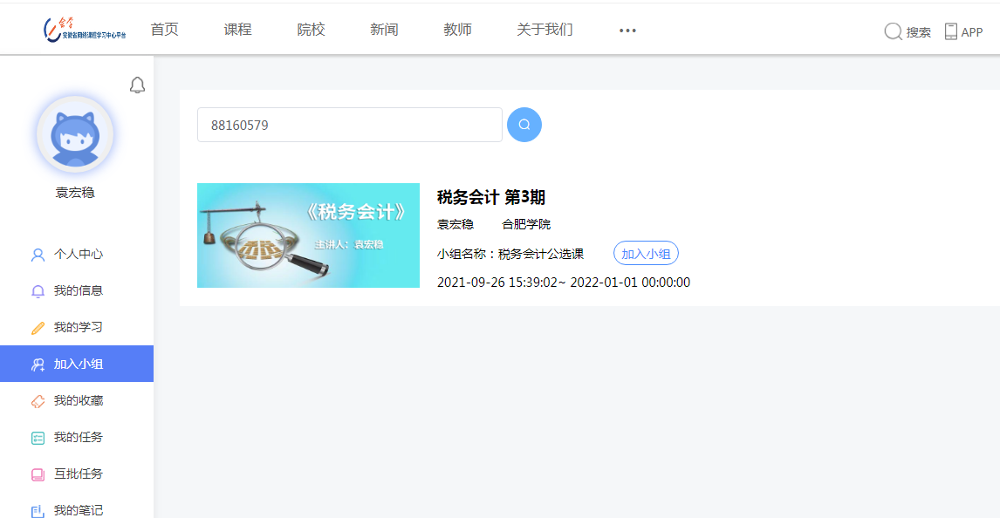 会学
安徽省网络课程学习中心平台
首页 课程 院校 新闻 教师 关于我们 ••• 搜索 APP
袁宏稳
个人中心
我的信息
我的学习
加入小组
我的收藏
我的任务
互批任务
我的笔记
88160579
《税务会计》
主讲人：袁宏稳
税务会计 第3期
袁宏稳 合肥学院
小组名称：税务会计公选课 加入小组
2021-09-26 15:39:02~ 2022-01-01 00:00:00